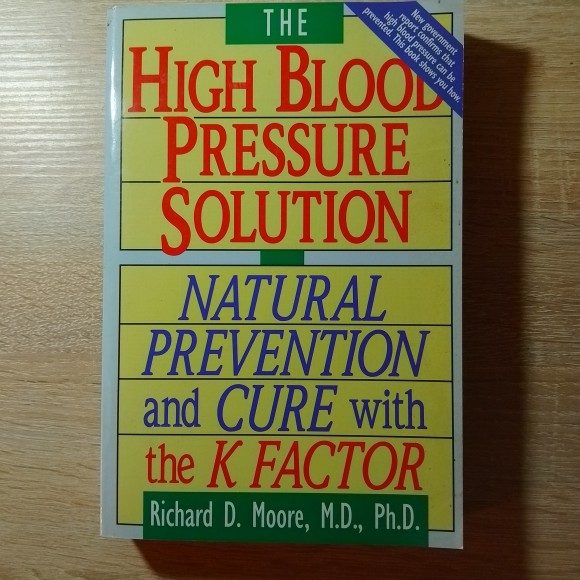 THE
HIGH BLOOD
PRESSURE
SOLUTION
New government
report confirms that
high blood pressure can be
prevented. This book shows you how.
NATURAL
PREVENTION
and CURE with
the K FACTOR
Richard D. Moore, M.D., Ph.D.